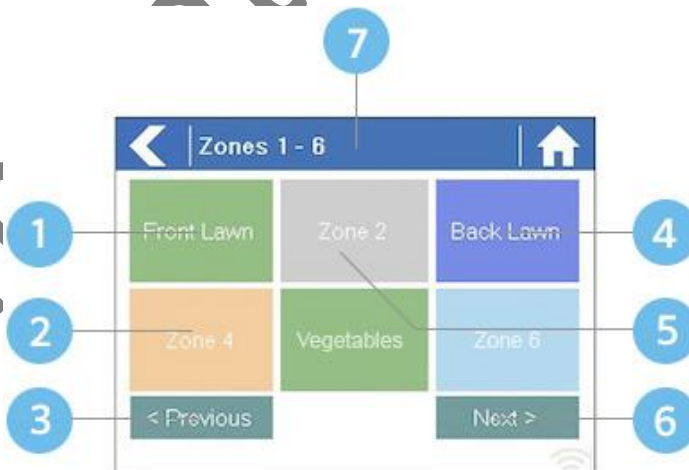 7
Zones 1 - 6
1
Front Lawn
Zone 2
Back Lawn
4
2
Zone 4
Vegetables
Zone 6
5
3
< Previous
Next >
6